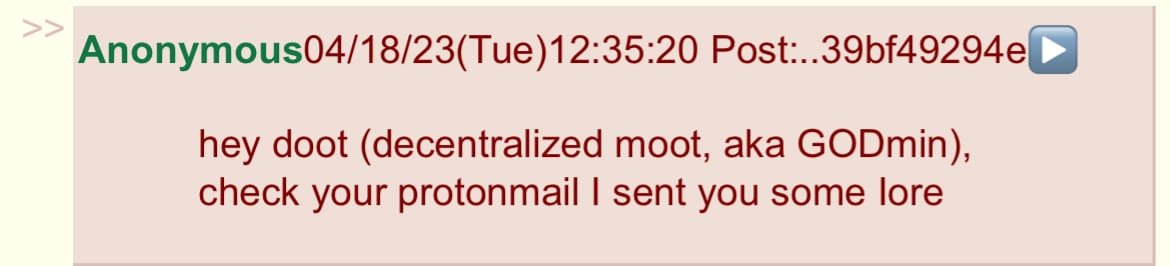 >> Anonymous04/18/23(Tue)12:35:20 Post:..39bf49294e▶️
hey doot (decentralized moot, aka GODmin),
check your protonmail I sent you some lore